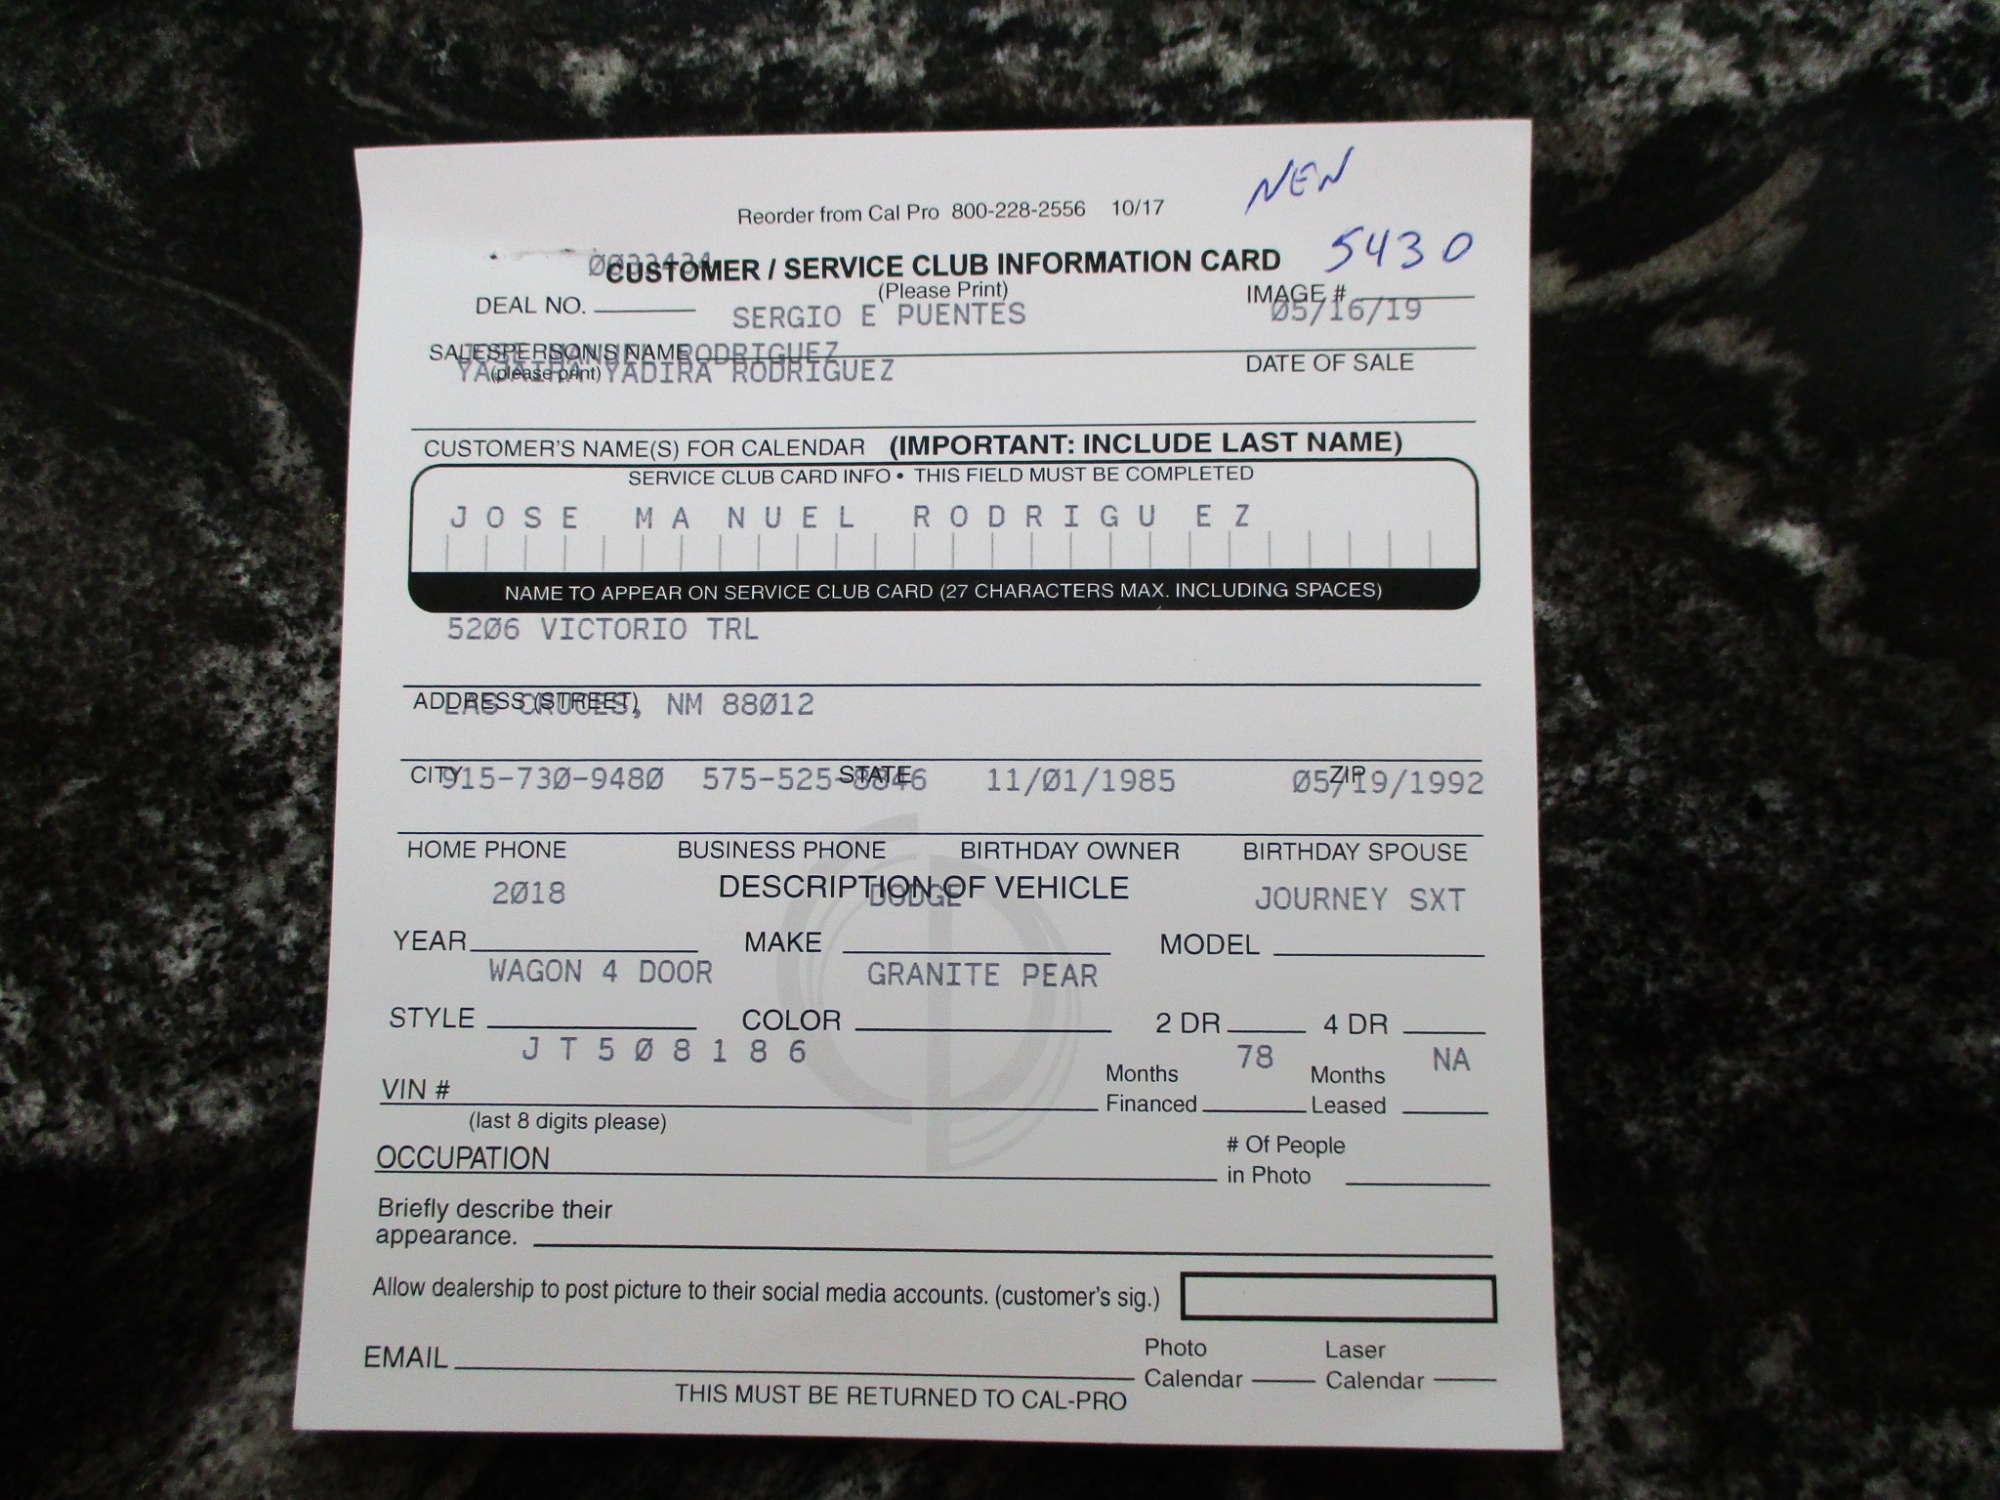 NEW
Reorder from Cal Pro 800-228-2556 10/17
5430
CUSTOMER / SERVICE CLUB INFORMATION CARD
(Please Print)
DEAL NO. SERGIO E PUENTES IMAGE # 05/16/19
SALESPERSON'S NAME RODRIGUEZ
(please print) YADIRA RODRIGUEZ DATE OF SALE
CUSTOMER'S NAME(S) FOR CALENDAR (IMPORTANT: INCLUDE LAST NAME)
SERVICE CLUB CARD INFO • THIS FIELD MUST BE COMPLETED
JOSE MANUEL RODRIGUEZ
NAME TO APPEAR ON SERVICE CLUB CARD (27 CHARACTERS MAX. INCLUDING SPACES)
5206 VICTORIO TRL
ADDRESS (STREET) LAS CRUCES, NM 88012
CITY STATE ZIP
915-730-9480 11/01/1985 05/19/1992
HOME PHONE BUSINESS PHONE BIRTHDAY OWNER BIRTHDAY SPOUSE
DESCRIPTION OF VEHICLE
2018 DODGE JOURNEY SXT
YEAR MAKE MODEL
WAGON 4 DOOR GRANITE PEAR
STYLE COLOR 2 DR 4 DR
JT508186 78 NA
VIN # Months Financed Months Leased
(last 8 digits please)
OCCUPATION # Of People in Photo
Briefly describe their
appearance.
Allow dealership to post picture to their social media accounts. (customer's sig.)
EMAIL Photo Calendar Laser Calendar
THIS MUST BE RETURNED TO CAL-PRO